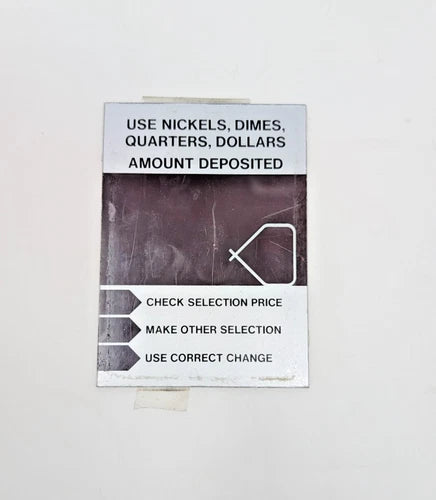 USE NICKELS, DIMES,
QUARTERS, DOLLARS
AMOUNT DEPOSITED
CHECK SELECTION PRICE
MAKE OTHER SELECTION
USE CORRECT CHANGE